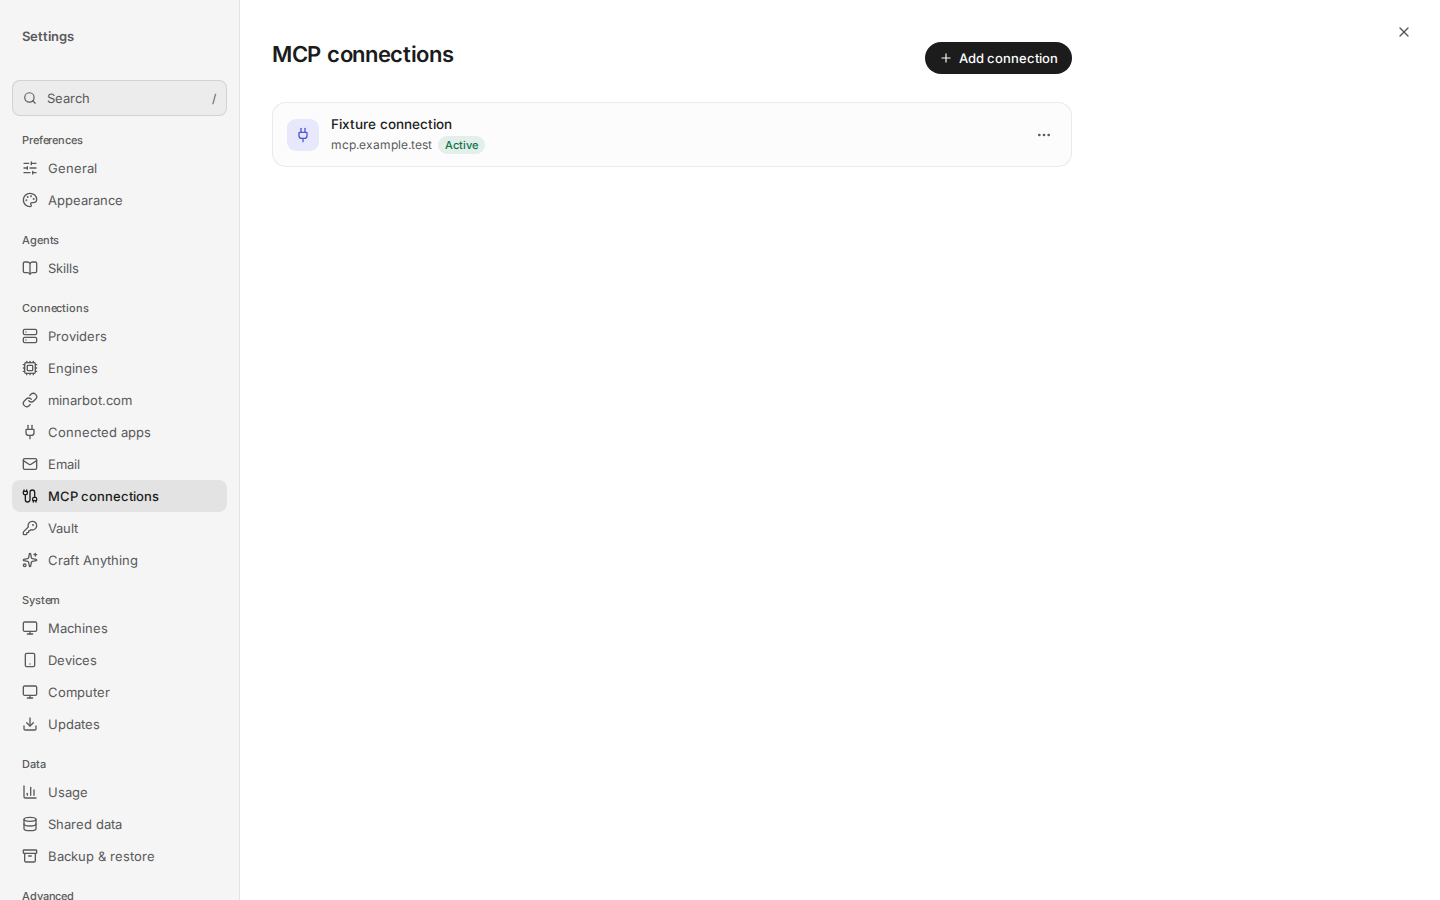 Settings
Search /
Preferences
General
Appearance
Agents
Skills
Connections
Providers
Engines
minarbot.com
Connected apps
Email
MCP connections
Vault
Craft Anything
System
Machines
Devices
Computer
Updates
Data
Usage
Shared data
Backup & restore
Advanced
MCP connections
Add connection
Fixture connection
mcp.example.test Active